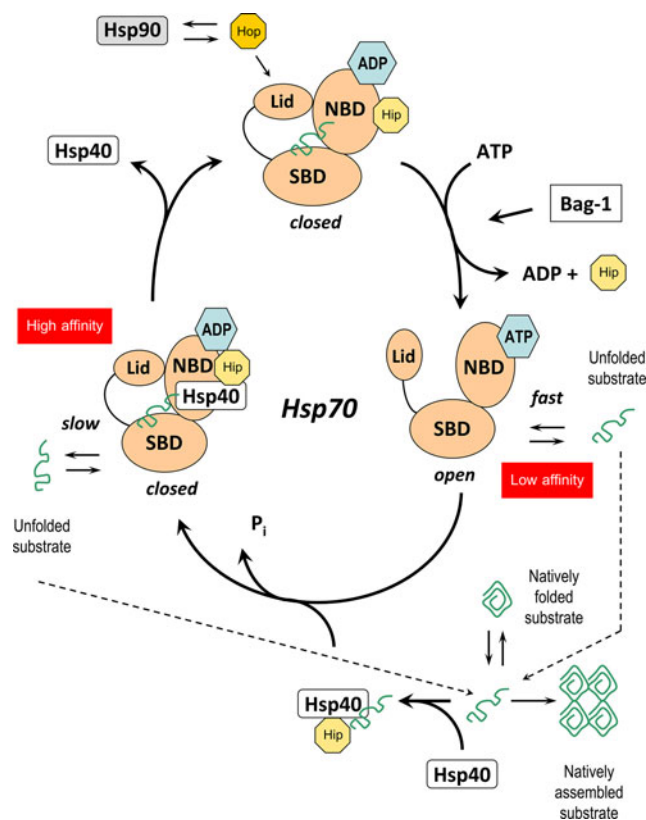 Hsp90
Hop
ADP
Lid
NBD
Hip
Hsp40
SBD
closed
ATP
Bag-1
ADP + Hip
High affinity
ADP
Lid
NBD
Hip
Hsp40
SBD
closed
slow
Unfolded
substrate
Hsp70
Lid
ATP
NBD
SBD
open
fast
Unfolded
substrate
Low affinity
Pi
Natively
folded
substrate
Hsp40
Hip
Hsp40
Natively
assembled
substrate